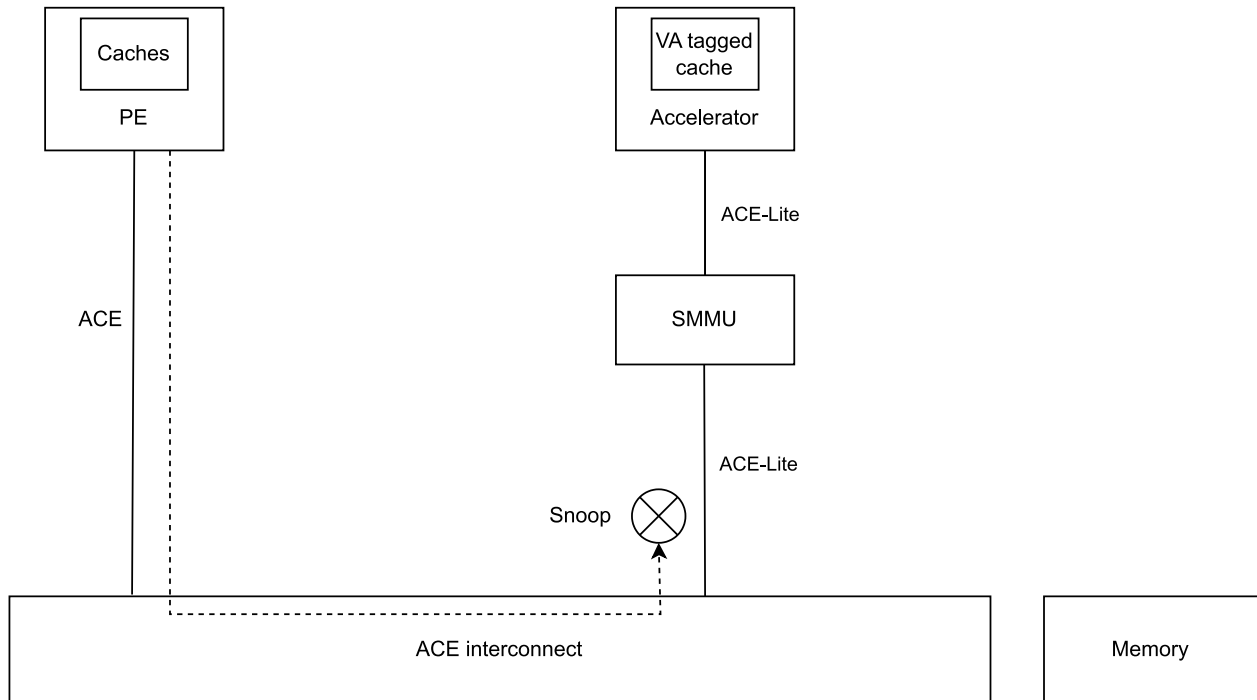 Caches
PE
VA tagged
cache
Accelerator
ACE-Lite
ACE
SMMU
ACE-Lite
Snoop
ACE interconnect
Memory